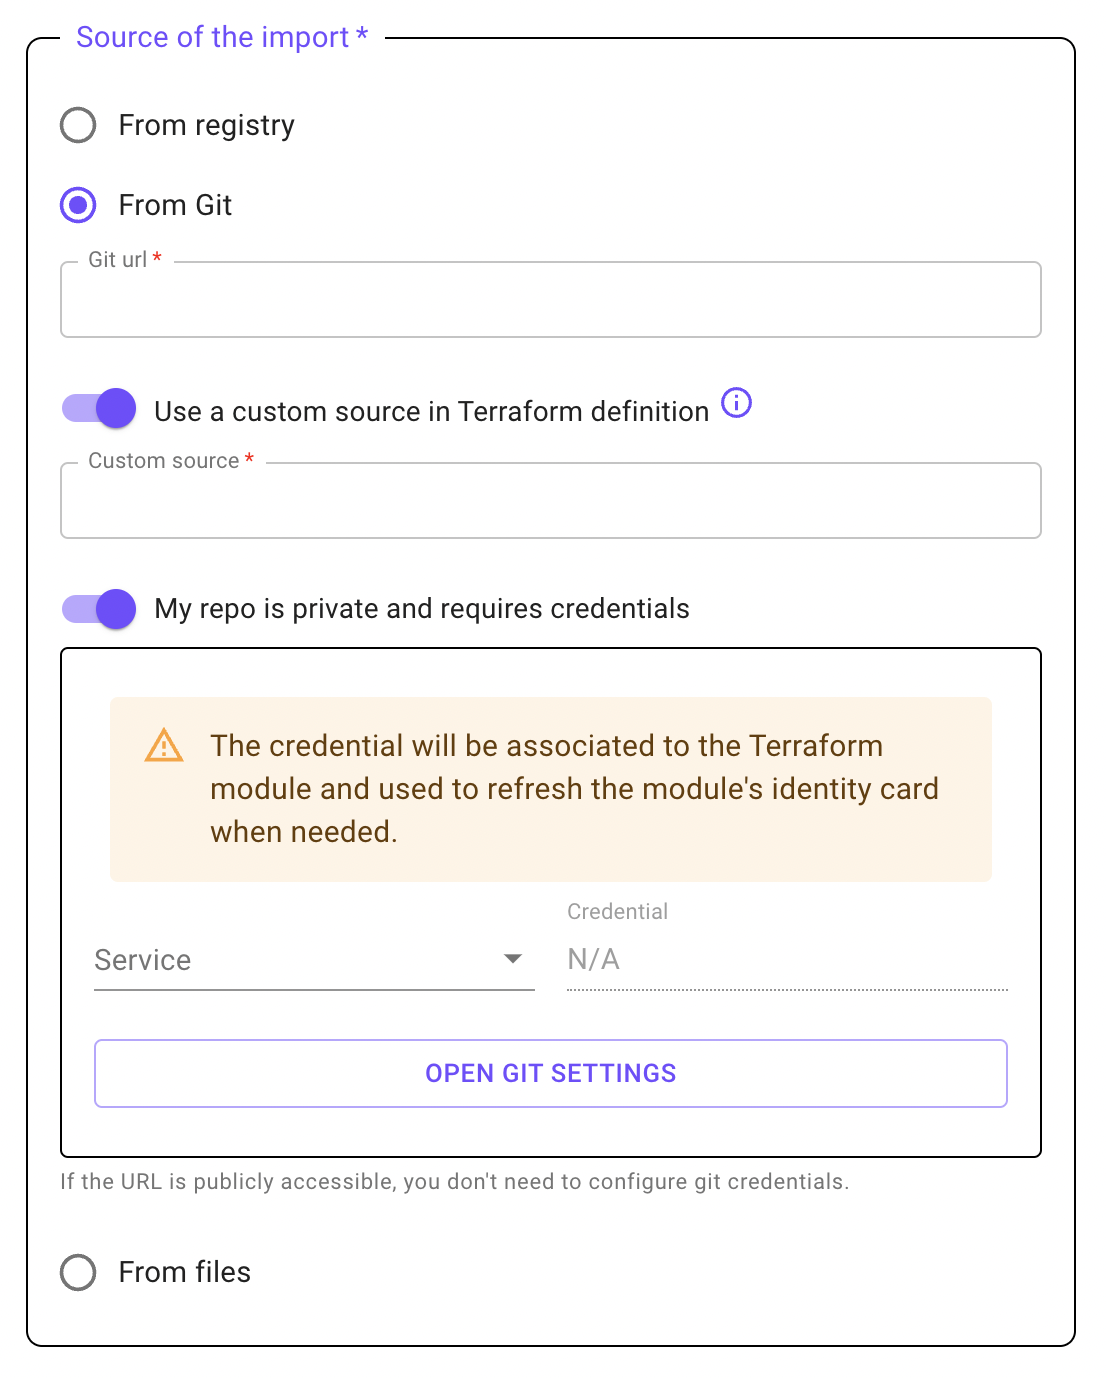 Source of the import *
From registry
From Git
Git url *
Use a custom source in Terraform definition
Custom source *
My repo is private and requires credentials
The credential will be associated to the Terraform
module and used to refresh the module's identity card
when needed.
Service
Credential
N/A
OPEN GIT SETTINGS
If the URL is publicly accessible, you don't need to configure git credentials.
From files